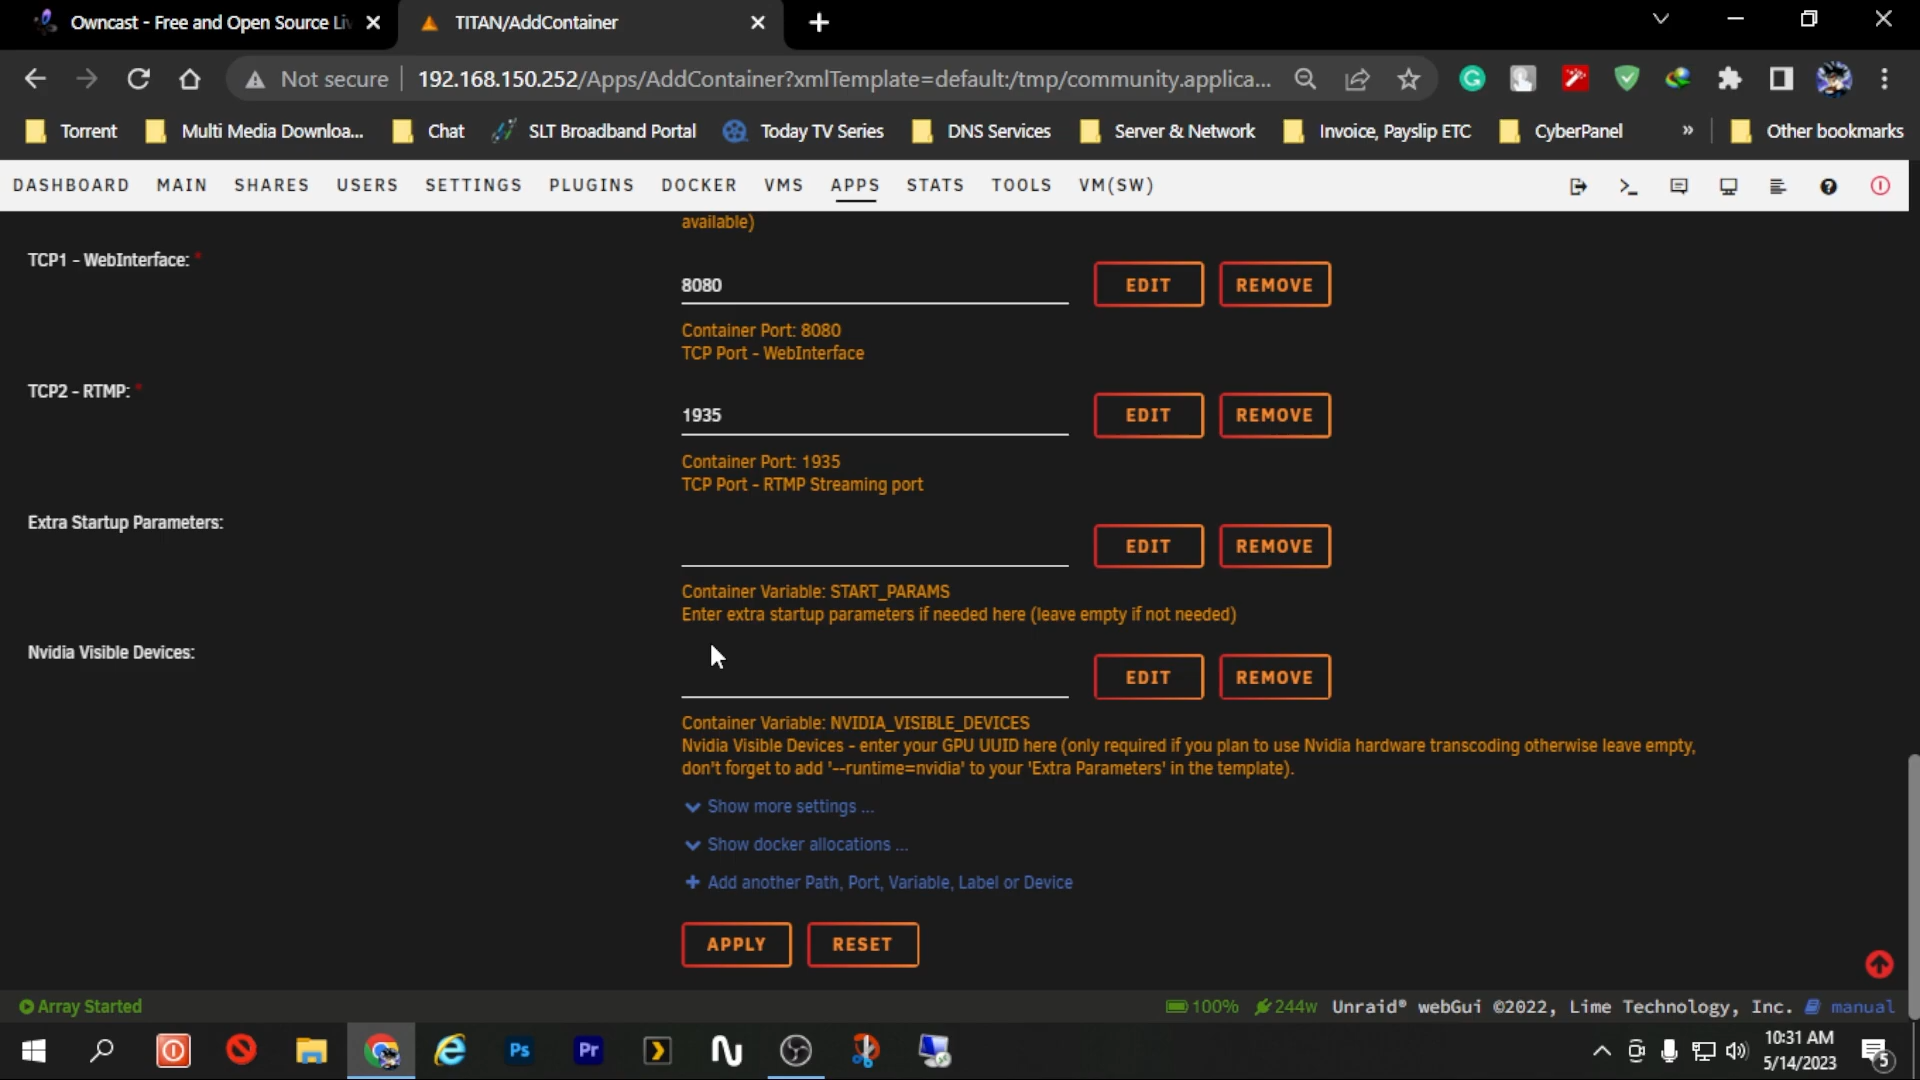 Owncast - Free and Open Source Li
TITAN/AddContainer
Not secure
192.168.150.252/Apps/AddContainer?xmlTemplate=default:/tmp/community.applica...
Torrent
Multi Media Downloa...
Chat
SLT Broadband Portal
Today TV Series
DNS Services
Server & Network
Invoice, Payslip ETC
CyberPanel
»
Other bookmarks
DASHBOARD MAIN SHARES USERS SETTINGS PLUGINS DOCKER VMS APPS STATS TOOLS VM(SW)
available)
TCP1 - WebInterface: *
8080
EDIT
REMOVE
Container Port: 8080
TCP Port - WebInterface
TCP2 - RTMP: *
1935
EDIT
REMOVE
Container Port: 1935
TCP Port - RTMP Streaming port
Extra Startup Parameters:
EDIT
REMOVE
Container Variable: START_PARAMS
Enter extra startup parameters if needed here (leave empty if not needed)
Nvidia Visible Devices:
EDIT
REMOVE
Container Variable: NVIDIA_VISIBLE_DEVICES
Nvidia Visible Devices - enter your GPU UUID here (only required if you plan to use Nvidia hardware transcoding otherwise leave empty,
don't forget to add '--runtime=nvidia' to your 'Extra Parameters' in the template).
Show more settings ...
Show docker allocations ...
Add another Path, Port, Variable, Label or Device
APPLY
RESET
Array Started
100% 244w Unraid® webGui ©2022, Lime Technology, Inc. manual
Ps
Pr
10:31 AM
5/14/2023
5